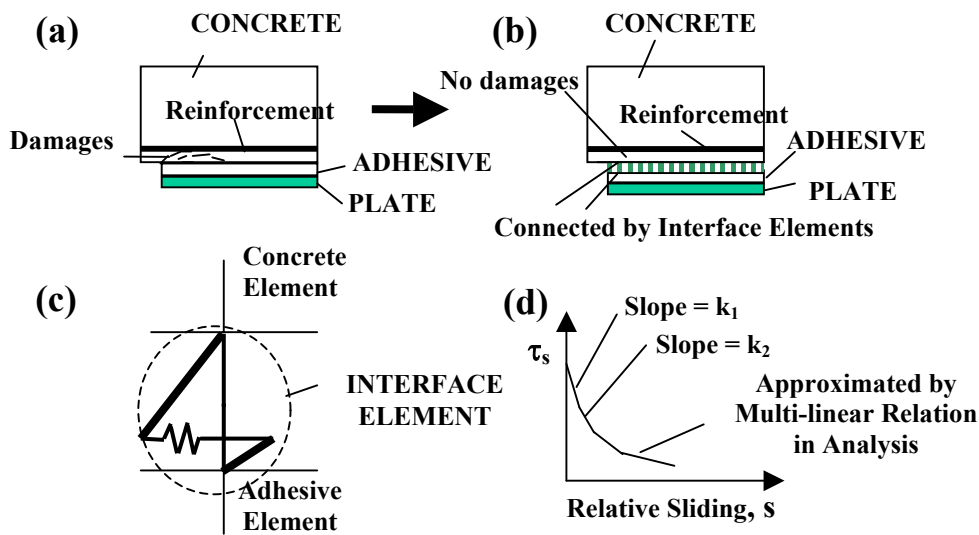 (a)
CONCRETE
Reinforcement
Damages
ADHESIVE
PLATE
(b)
CONCRETE
No damages
Reinforcement
ADHESIVE
PLATE
Connected by Interface Elements
(c)
Concrete
Element
INTERFACE
ELEMENT
Adhesive
Element
(d)
Slope = k₁
Slope = k₂
τₛ
Approximated by
Multi-linear Relation
in Analysis
Relative Sliding, s